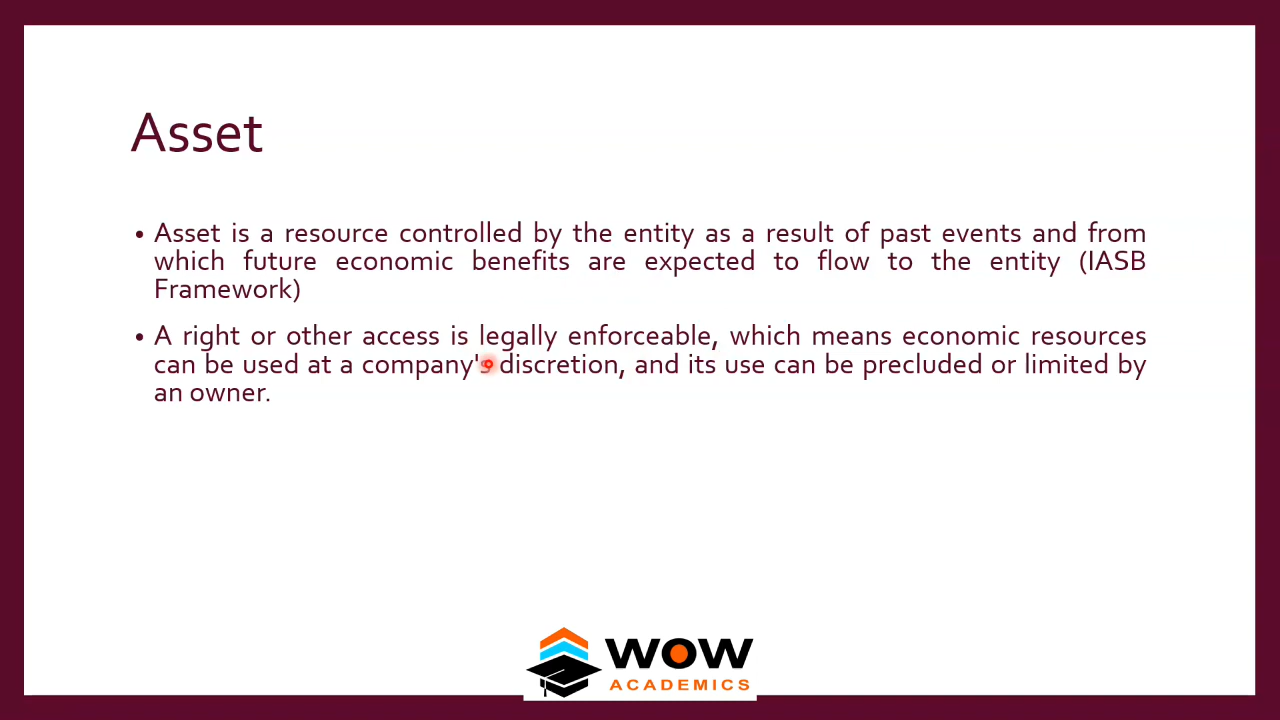 Asset
• Asset is a resource controlled by the entity as a result of past events and from
which future economic benefits are expected to flow to the entity (IASB
Framework)
• A right or other access is legally enforceable, which means economic resources
can be used at a company's discretion, and its use can be precluded or limited by
an owner.
WOW
ACADEMICS